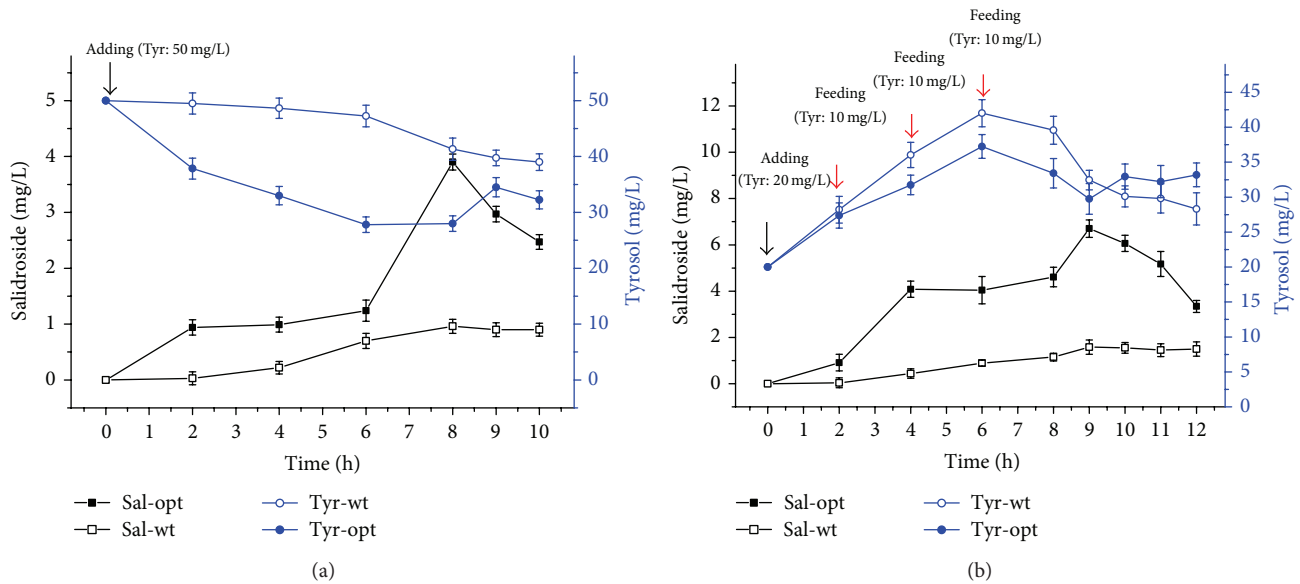 Adding (Tyr: 50 mg/L)
Salidroside (mg/L)
5
4
3
2
1
0
50
40
30
20
10
0
Tyrosol (mg/L)
0 1 2 3 4 5 6 7 8 9 10
Time (h)
Sal-opt
Sal-wt
Tyr-wt
Tyr-opt
(a)
Feeding
(Tyr: 10 mg/L)
Feeding
(Tyr: 10 mg/L)
Feeding
(Tyr: 10 mg/L)
Adding
(Tyr: 20 mg/L)
Salidroside (mg/L)
12
10
8
6
4
2
0
45
40
35
30
25
20
15
10
5
0
Tyrosol (mg/L)
0 1 2 3 4 5 6 7 8 9 10 11 12
Time (h)
Sal-opt
Sal-wt
Tyr-wt
Tyr-opt
(b)